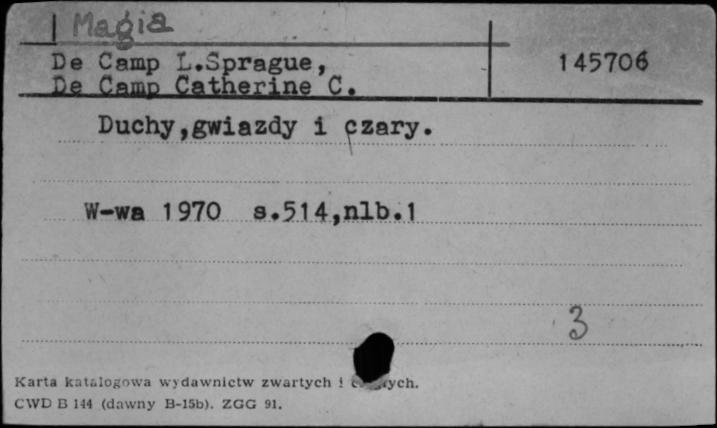 Magia
De Camp L.Sprague,
De Camp Catherine C.
145706
Duchy,gwiazdy i czary.
W-wa 1970 s.514,nlb.1
3
Karta katalogowa wydawnictw zwartych i
CWD B 144 (dawny B-15b). ZGG 91.